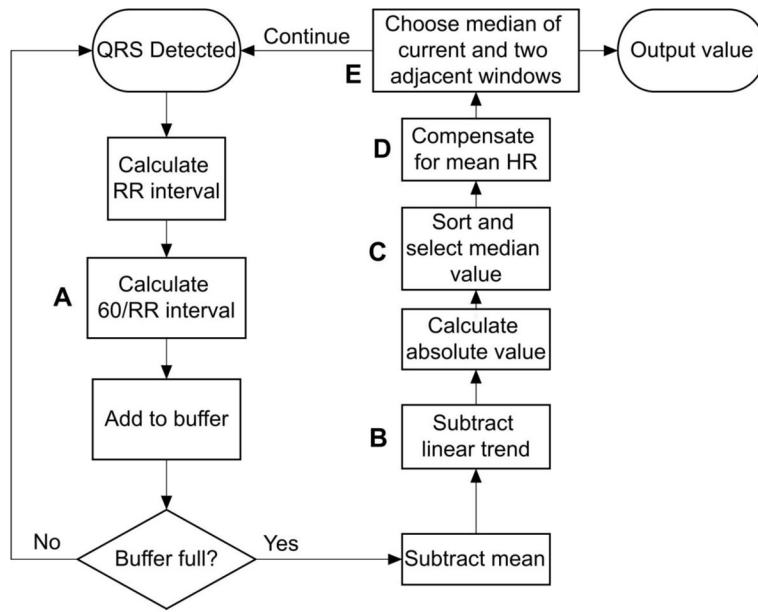 QRS Detected
Calculate
RR interval
A
Calculate
60/RR interval
Add to buffer
Buffer full?
No
Yes
Subtract mean
B
Subtract
linear trend
Calculate
absolute value
C
Sort and
select median
value
D
Compensate
for mean HR
E
Choose median of
current and two
adjacent windows
Continue
Output value